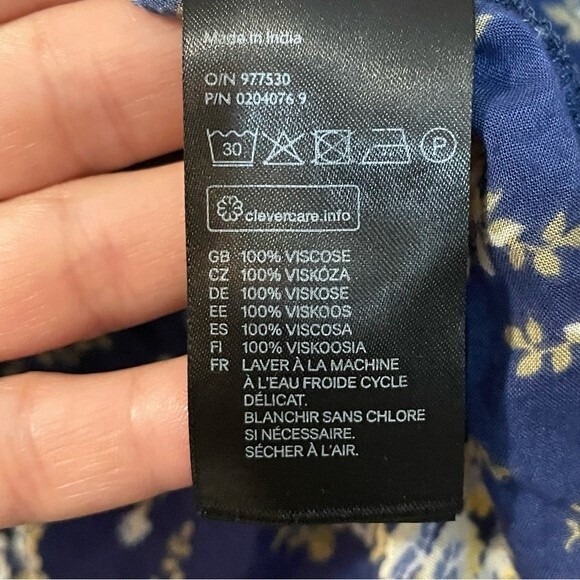 Made in India
O/N 977530
P/N 0204076 9
30
P
clevercare.info
GB 100% VISCOSE
CZ 100% VISKÓZA
DE 100% VISKOSE
EE 100% VISKOOS
ES 100% VISCOSA
FI 100% VISKOOSIA
FR LAVER À LA MACHINE
À L'EAU FROIDE CYCLE
DÉLICAT.
BLANCHIR SANS CHLORE
SI NÉCESSAIRE.
SÉCHER À L'AIR.